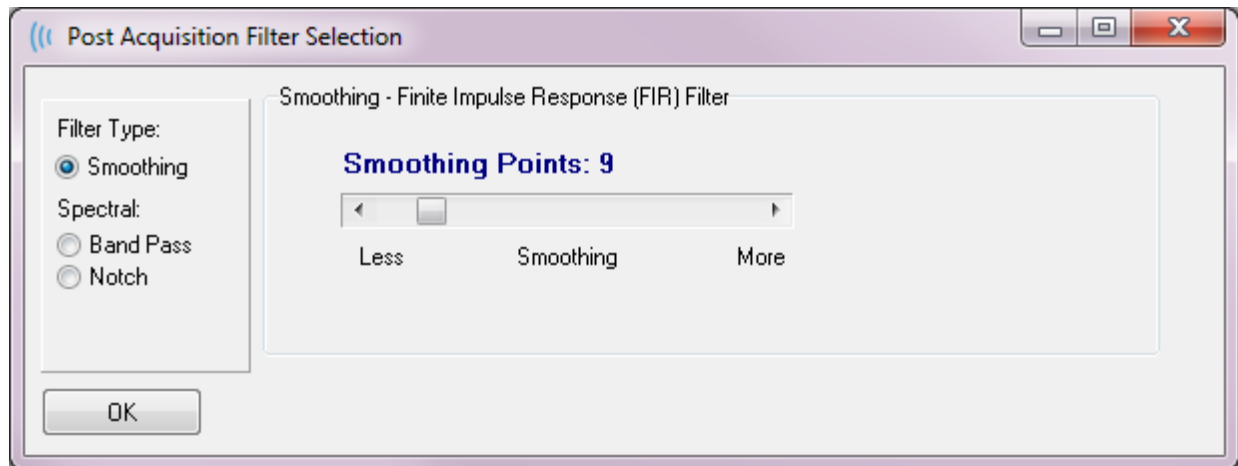 Post Acquisition Filter Selection
Filter Type:
Smoothing
Spectral:
Band Pass
Notch
OK
Smoothing - Finite Impulse Response (FIR) Filter
Smoothing Points: 9
Less Smoothing More